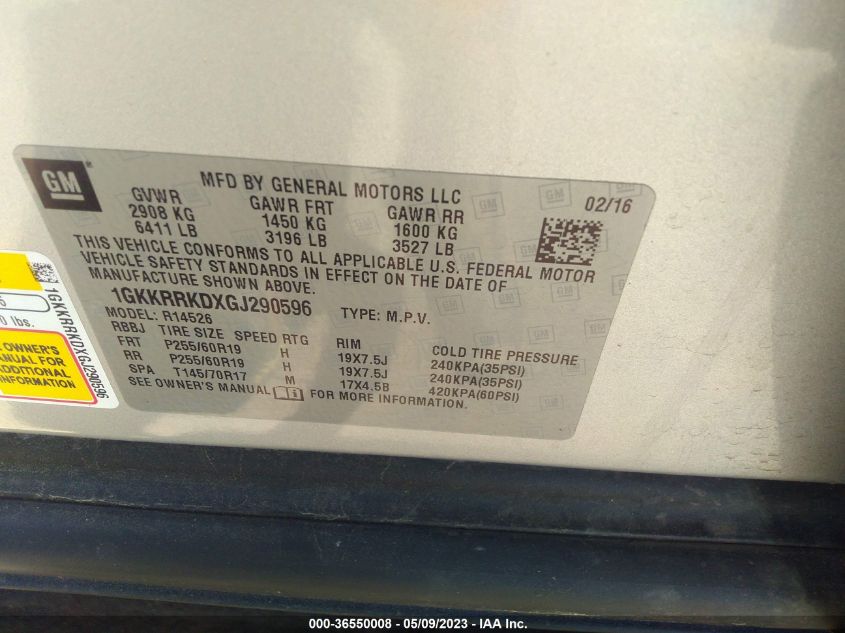 GM
MFD BY GENERAL MOTORS LLC
02/16
GVWR GAWR FRT GAWR RR
2908 KG 1450 KG 1600 KG
6411 LB 3196 LB 3527 LB
THIS VEHICLE CONFORMS TO ALL APPLICABLE U.S. FEDERAL MOTOR
VEHICLE SAFETY STANDARDS IN EFFECT ON THE DATE OF
MANUFACTURE SHOWN ABOVE.
1GKKRRKDXGJ290596 TYPE: M.P.V.
MODEL: R14526
RBBJ TIRE SIZE SPEED RTG RIM COLD TIRE PRESSURE
FRT P255/60R19 H 19X7.5J 240KPA(35PSI)
RR P255/60R19 H 19X7.5J 240KPA(35PSI)
SPA T145/70R17 M 17X4.5B 420KPA(60PSI)
SEE OWNER'S MANUAL FOR MORE INFORMATION.
lbs.
OWNER'S
MANUAL FOR
ADDITIONAL
INFORMATION
1GKKRRKDXGJ290596
000-36550008 - 05/09/2023 - IAA Inc.